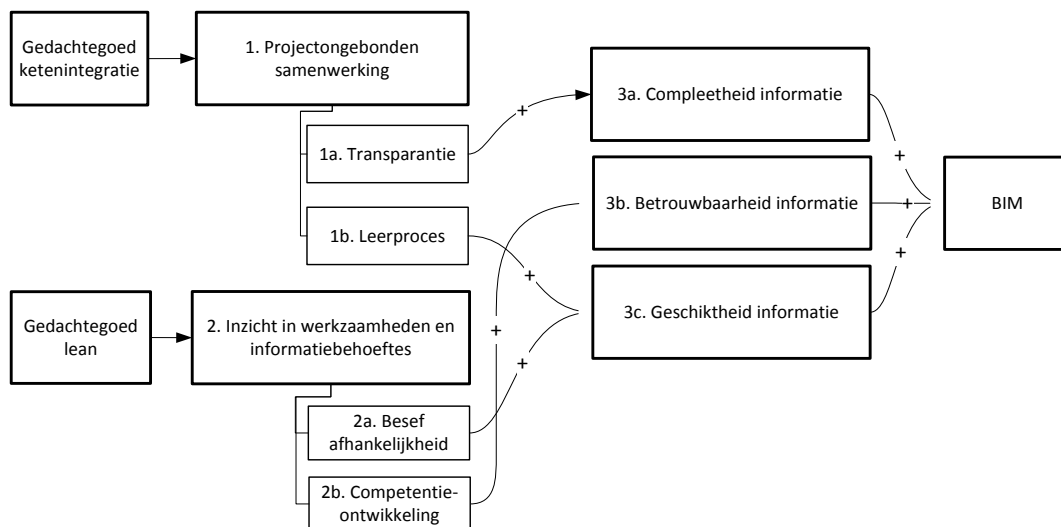 Gedachtegoed
ketenintegratie
1. Projectongebonden
samenwerking
1a. Transparantie
1b. Leerproces
Gedachtegoed
lean
2. Inzicht in werkzaamheden en
informatiebehoeftes
2a. Besef
afhankelijkheid
2b. Competentie-
ontwikkeling
+
+
+
+
3a. Compleetheid informatie
3b. Betrouwbaarheid informatie
3c. Geschiktheid informatie
+
+
+
BIM